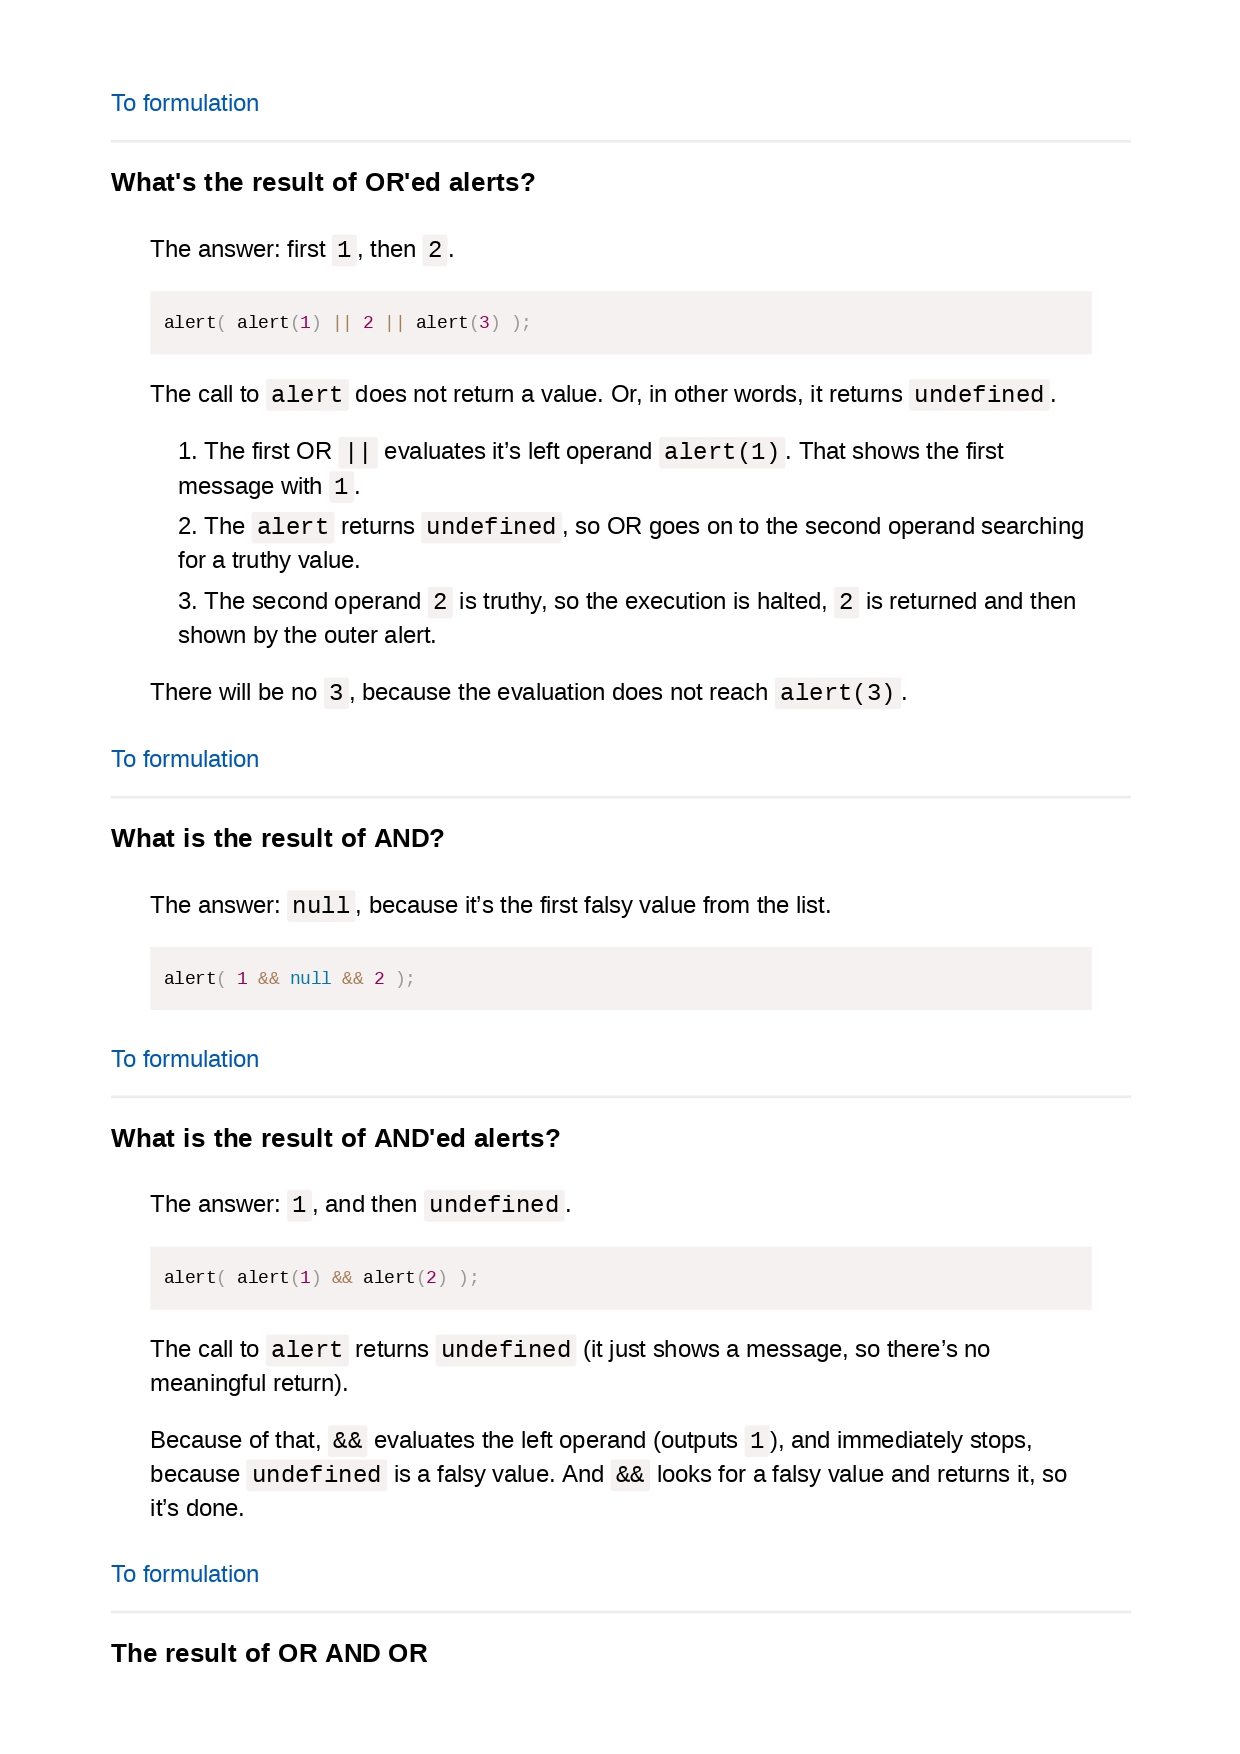 To formulation
What's the result of OR'ed alerts?
The answer: first 1, then 2.
alert( alert(1) || 2 || alert(3) );
The call to alert does not return a value. Or, in other words, it returns undefined.
1. The first OR || evaluates it’s left operand alert(1). That shows the first
message with 1.
2. The alert returns undefined, so OR goes on to the second operand searching
for a truthy value.
3. The second operand 2 is truthy, so the execution is halted, 2 is returned and then
shown by the outer alert.
There will be no 3, because the evaluation does not reach alert(3).
To formulation
What is the result of AND?
The answer: null, because it’s the first falsy value from the list.
alert( 1 && null && 2 );
To formulation
What is the result of AND'ed alerts?
The answer: 1, and then undefined.
alert( alert(1) && alert(2) );
The call to alert returns undefined (it just shows a message, so there’s no
meaningful return).
Because of that, && evaluates the left operand (outputs 1), and immediately stops,
because undefined is a falsy value. And && looks for a falsy value and returns it, so
it’s done.
To formulation
The result of OR AND OR